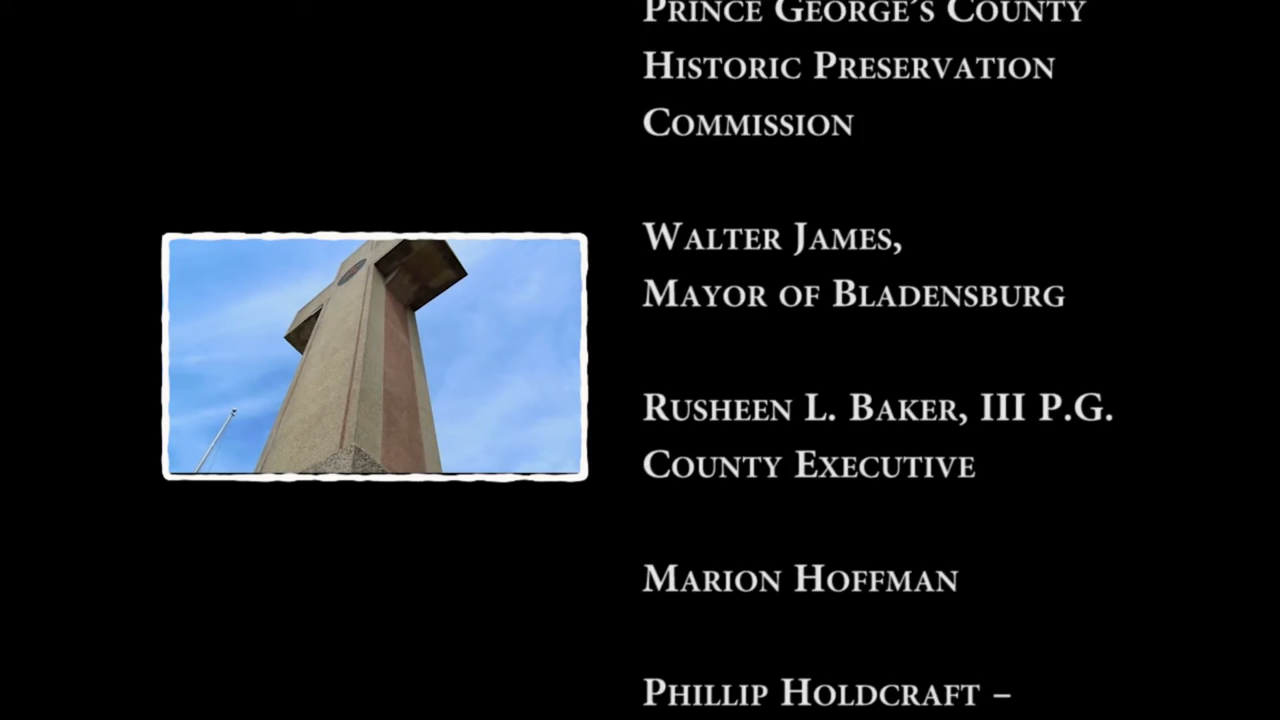 Prince George's County
Historic Preservation
Commission
Walter James,
Mayor of Bladensburg
Rusheen L. Baker, III P.G.
County Executive
Marion Hoffman
Phillip Holdcraft –